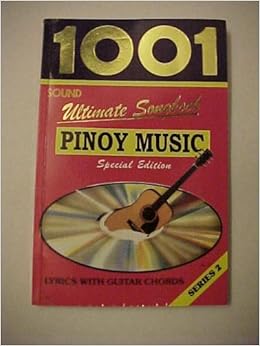 1001
SOUND
Ultimate Songbook
PINOY MUSIC
Special Edition
LYRICS WITH GUITAR CHORDS
SERIES 2